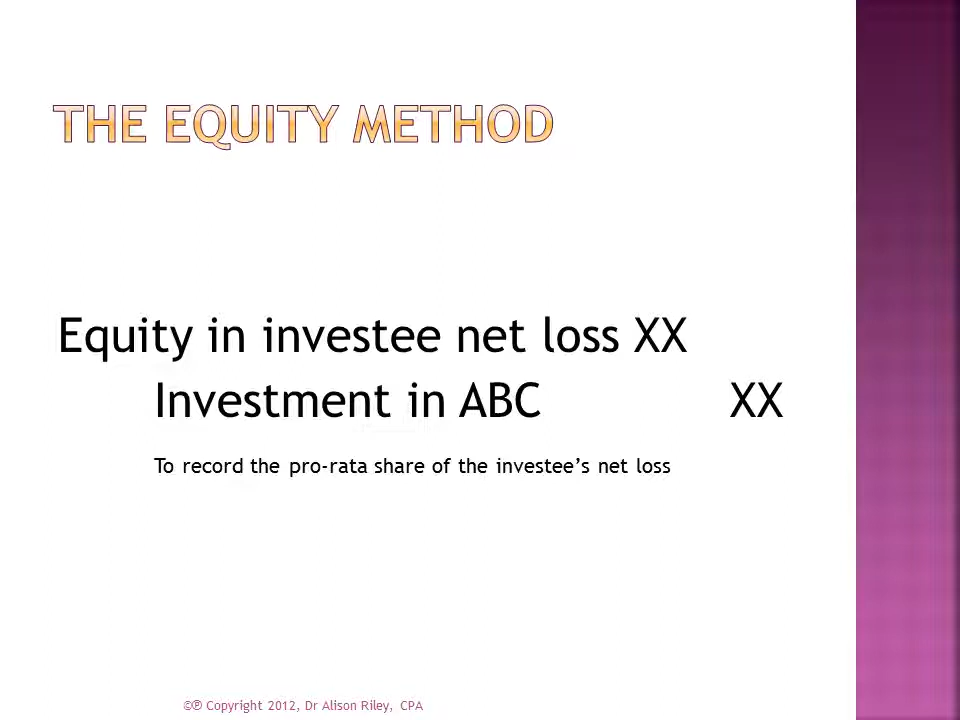 THE EQUITY METHOD
Equity in investee net loss XX
Investment in ABC XX
To record the pro-rata share of the investee’s net loss
©℗ Copyright 2012, Dr Alison Riley, CPA